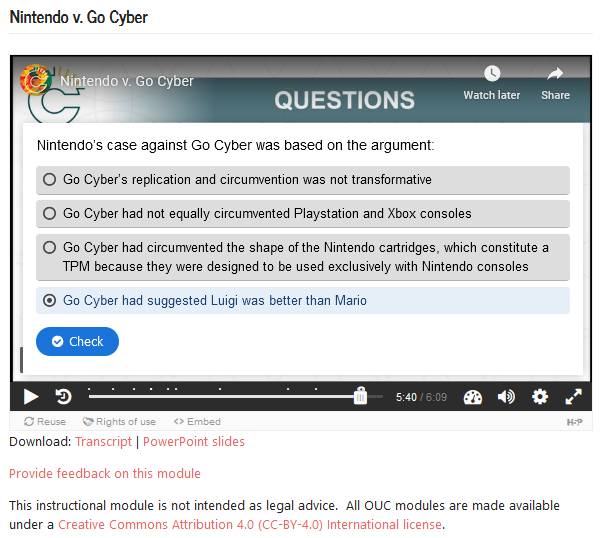 Nintendo v. Go Cyber
Nintendo v. Go Cyber
Watch later
Share
QUESTIONS
Nintendo's case against Go Cyber was based on the argument:
Go Cyber's replication and circumvention was not transformative
Go Cyber had not equally circumvented Playstation and Xbox consoles
Go Cyber had circumvented the shape of the Nintendo cartridges, which constitute a
TPM because they were designed to be used exclusively with Nintendo consoles
Go Cyber had suggested Luigi was better than Mario
Check
5:40 / 6:09
Reuse Rights of use <> Embed H-P
Download: Transcript | PowerPoint slides
Provide feedback on this module
This instructional module is not intended as legal advice. All OUC modules are made available
under a Creative Commons Attribution 4.0 (CC-BY-4.0) International license.